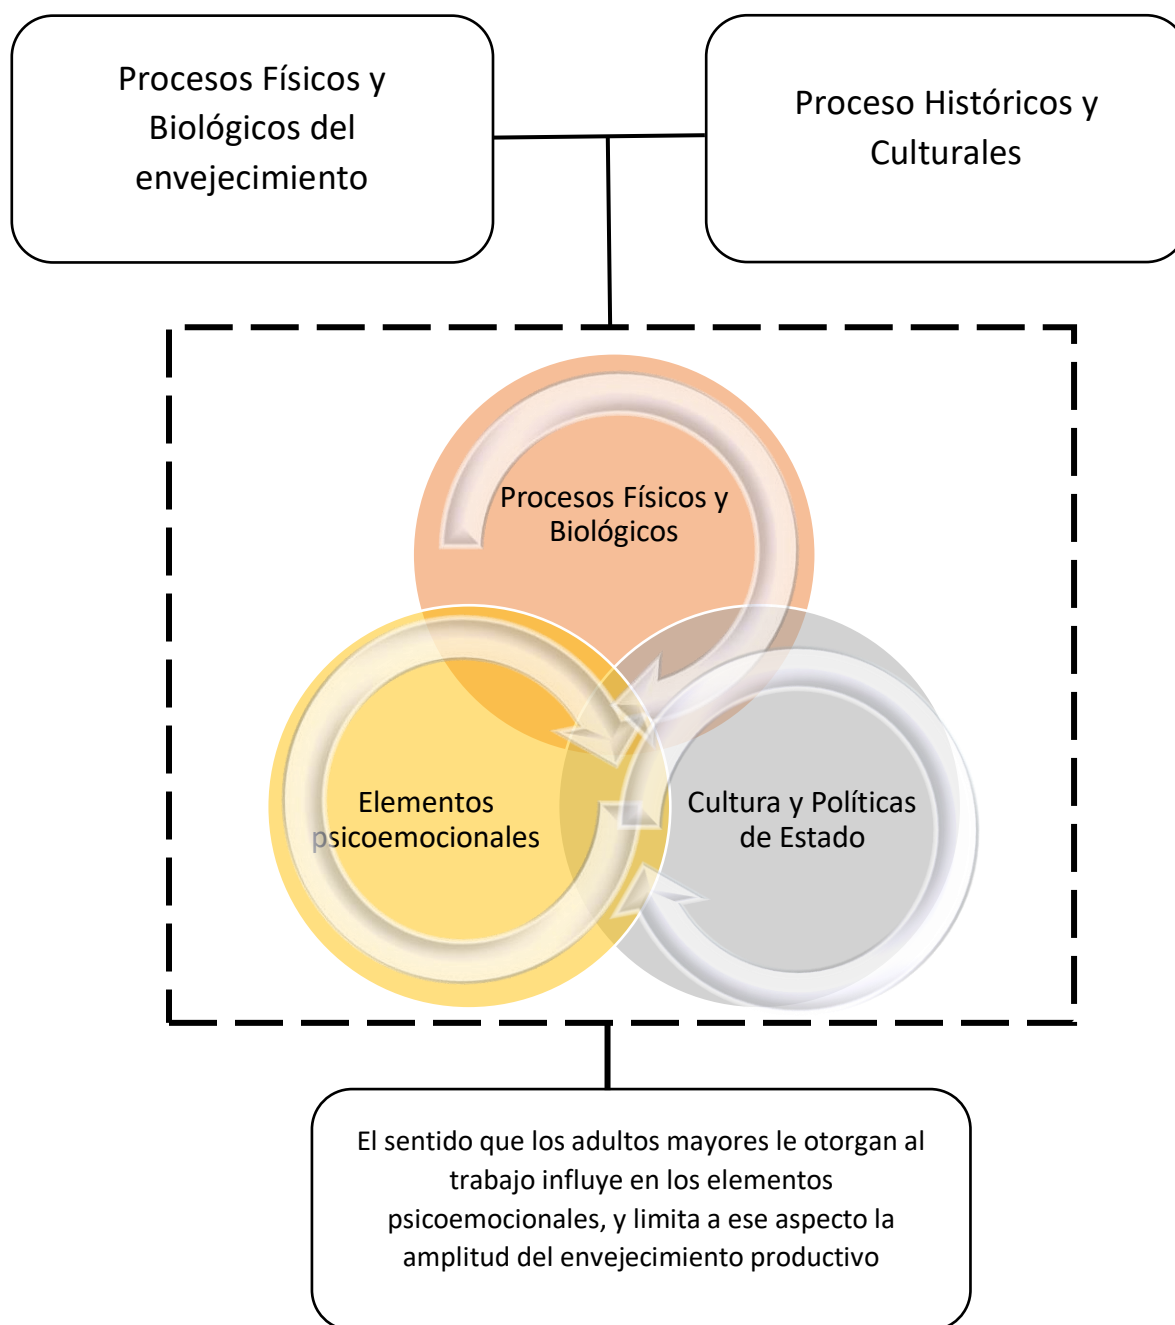 Procesos Físicos y
Biológicos del
envejecimiento
Proceso Históricos y
Culturales
Procesos Físicos y
Biológicos
Elementos
psicoemocionales
Cultura y Políticas
de Estado
El sentido que los adultos mayores le otorgan al
trabajo influye en los elementos
psicoemocionales, y limita a ese aspecto la
amplitud del envejecimiento productivo